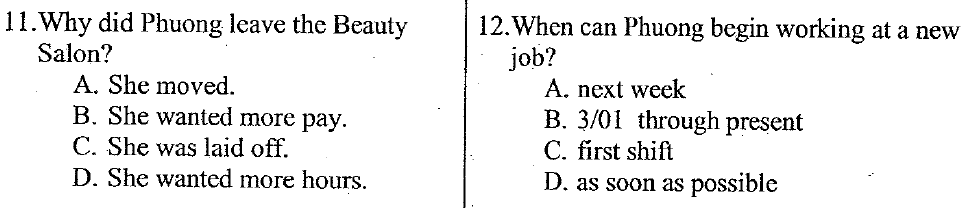 11.Why did Phuong leave the Beauty
Salon?
A. She moved.
B. She wanted more pay.
C. She was laid off.
D. She wanted more hours.
12.When can Phuong begin working at a new
job?
A. next week
B. 3/01 through present
C. first shift
D. as soon as possible